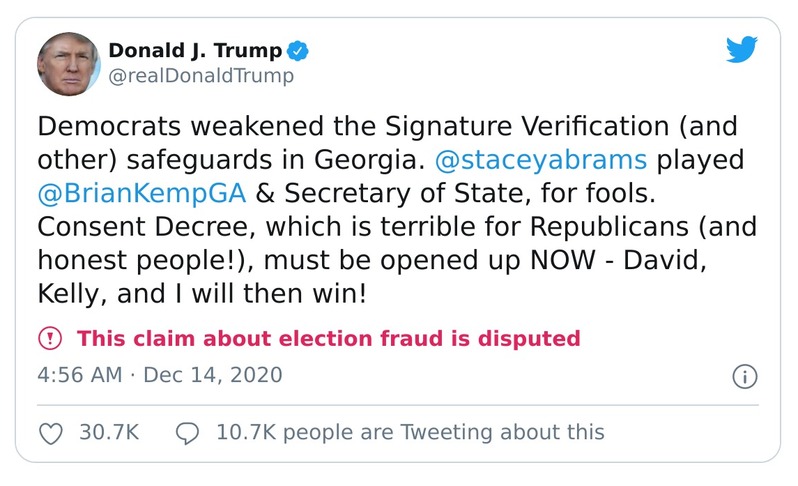 Donald J. Trump
@realDonaldTrump
Democrats weakened the Signature Verification (and
other) safeguards in Georgia. @staceyabrams played
@BrianKempGA & Secretary of State, for fools.
Consent Decree, which is terrible for Republicans (and
honest people!), must be opened up NOW - David,
Kelly, and I will then win!
This claim about election fraud is disputed
4:56 AM · Dec 14, 2020
30.7K 10.7K people are Tweeting about this